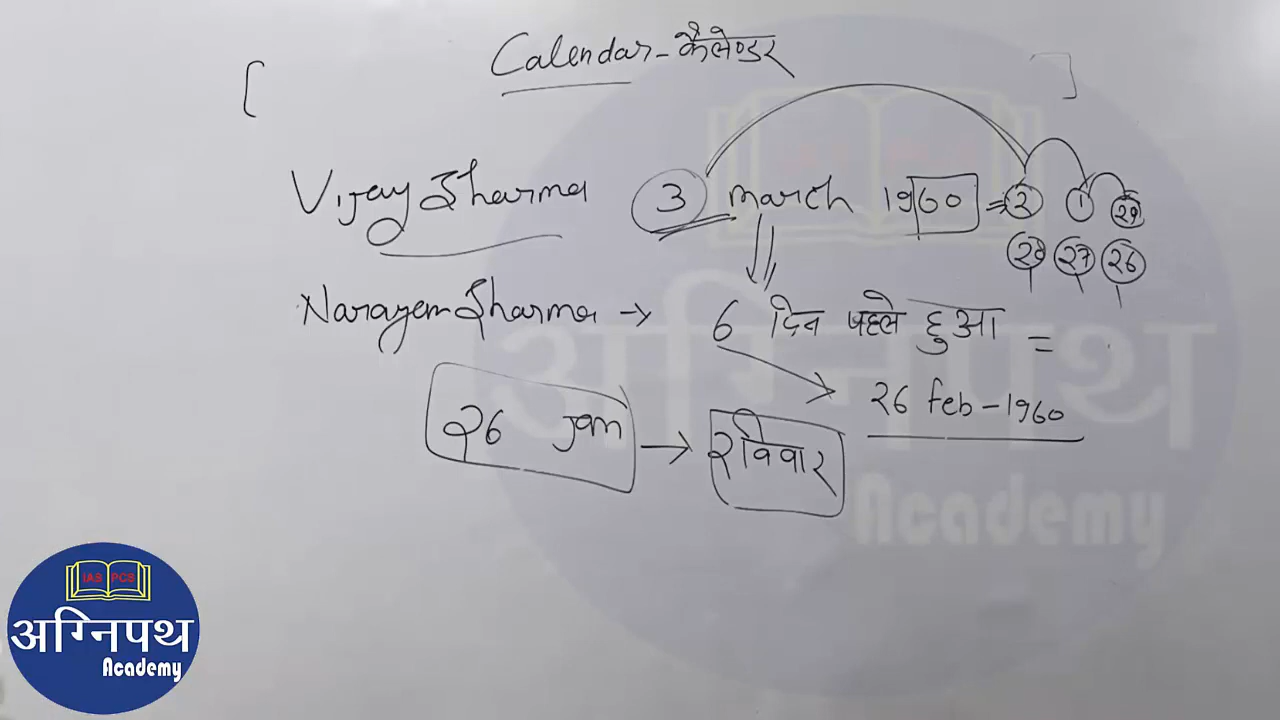 Calendar - कैलेण्डर
[ ]
Vijay Sharma 3 march 1960 = 2 1 29
28 27 26
Narayan Sharma → 6 दिन पहले हुआ =
26 Feb - 1960
26 Jan → रविवार
अग्निपथ
Academy
IAS PCS
अग्निपथ
Academy